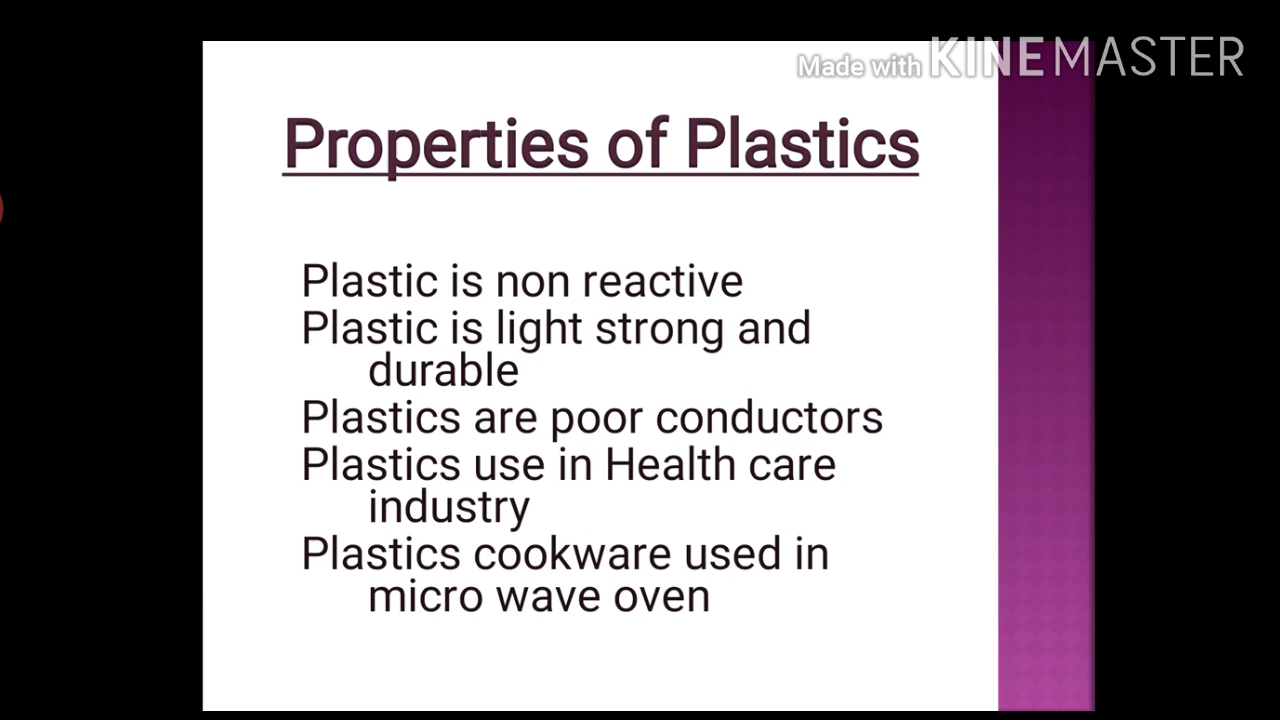 Made with KINEMASTER
Properties of Plastics
Plastic is non reactive
Plastic is light strong and
durable
Plastics are poor conductors
Plastics use in Health care
industry
Plastics cookware used in
micro wave oven